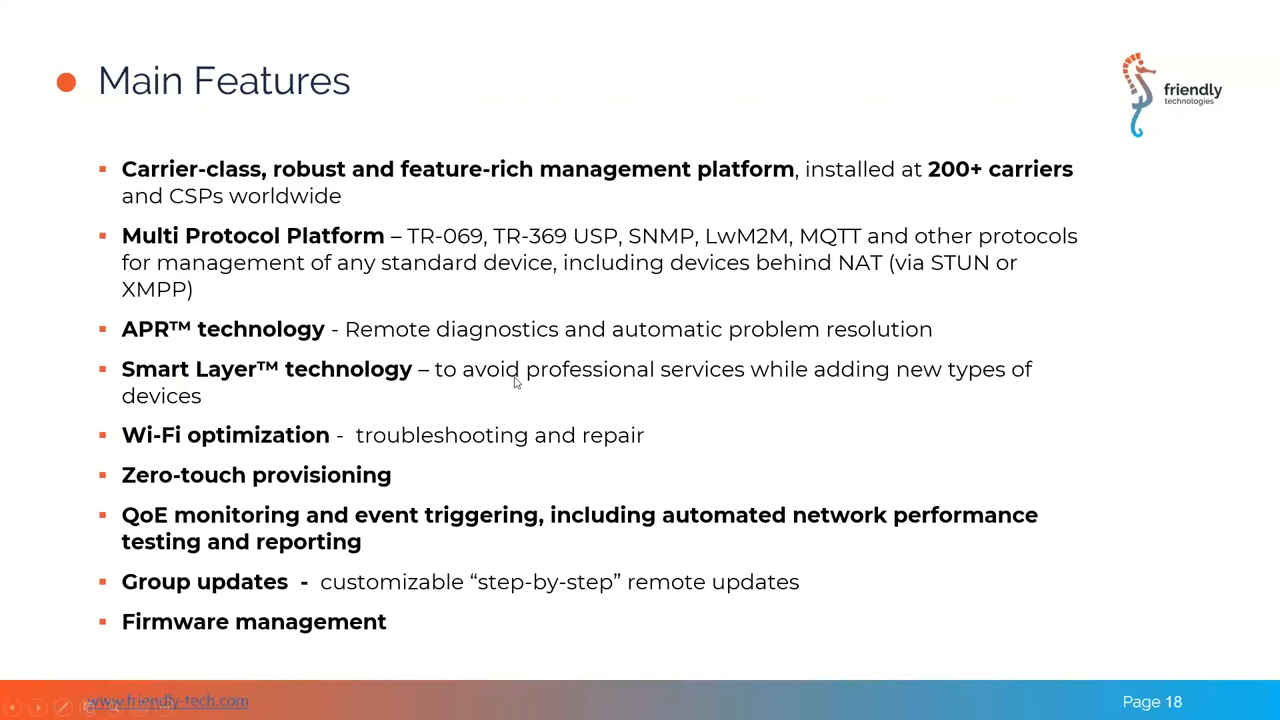 Main Features
friendly
technologies
Carrier-class, robust and feature-rich management platform, installed at 200+ carriers
and CSPs worldwide
Multi Protocol Platform – TR-069, TR-369 USP, SNMP, LwM2M, MQTT and other protocols
for management of any standard device, including devices behind NAT (via STUN or
XMPP)
APR™ technology - Remote diagnostics and automatic problem resolution
Smart Layer™ technology – to avoid professional services while adding new types of
devices
Wi-Fi optimization - troubleshooting and repair
Zero-touch provisioning
QoE monitoring and event triggering, including automated network performance
testing and reporting
Group updates - customizable “step-by-step” remote updates
Firmware management
www.friendly-tech.com
Page 18